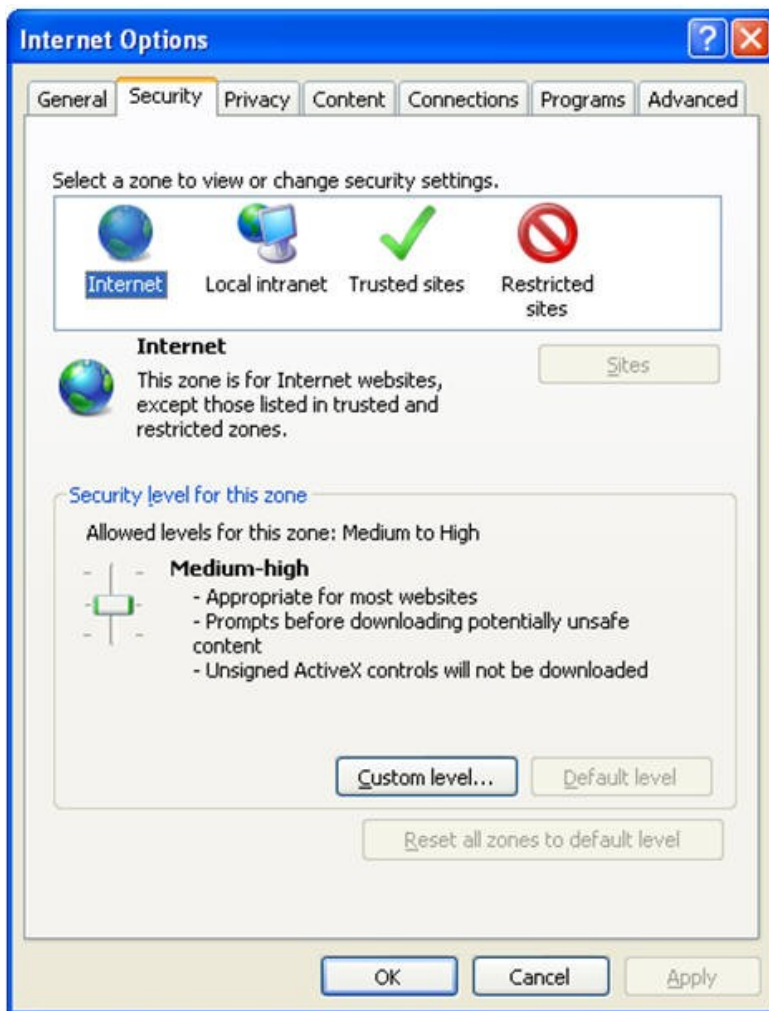 Internet Options
General Security Privacy Content Connections Programs Advanced
Select a zone to view or change security settings.
Internet Local intranet Trusted sites Restricted
sites
Internet
Sites
This zone is for Internet websites,
except those listed in trusted and
restricted zones.
Security level for this zone
Allowed levels for this zone: Medium to High
Medium-high
- Appropriate for most websites
- Prompts before downloading potentially unsafe
content
- Unsigned ActiveX controls will not be downloaded
Custom level... Default level
Reset all zones to default level
OK Cancel Apply